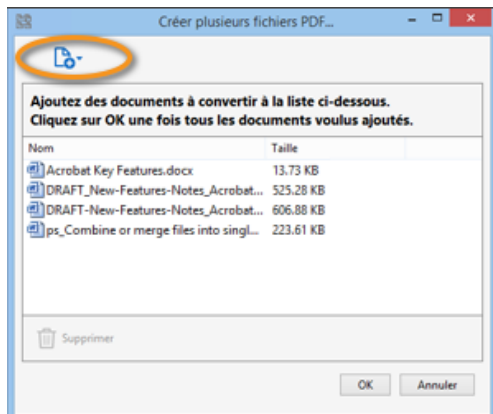 Créer plusieurs fichiers PDF...
Ajoutez des documents à convertir à la liste ci-dessous.
Cliquez sur OK une fois tous les documents voulus ajoutés.
Nom Taille
Acrobat Key Features.docx 13.73 KB
DRAFT_New-Features-Notes_Acrobat... 525.28 KB
DRAFT-New-Features-Notes_Acrobat... 606.88 KB
ps_Combine or merge files into singl... 223.61 KB
Supprimer
OK Annuler